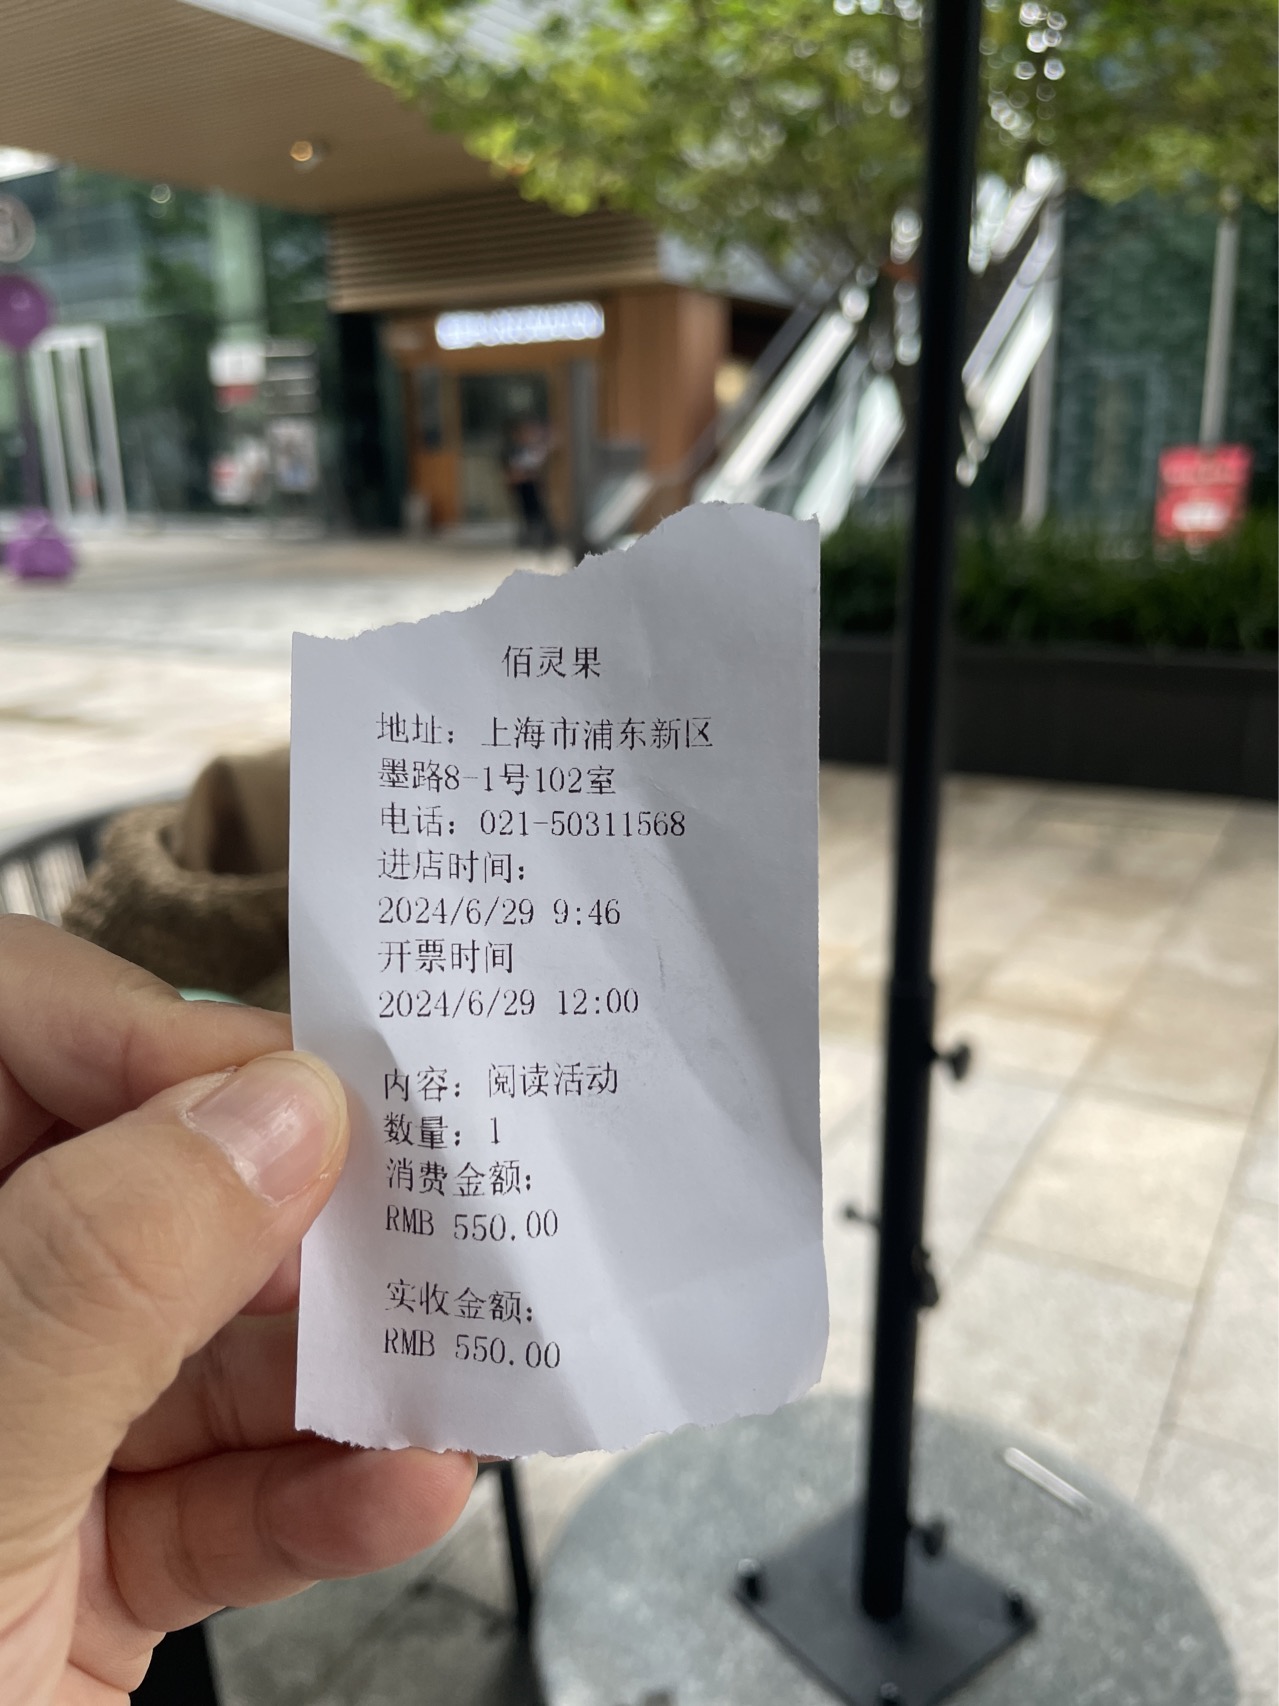 佰灵果
地址：上海市浦东新区
墨路8-1号102室
电话：021-50311568
进店时间：
2024/6/29 9:46
开票时间
2024/6/29 12:00
内容：阅读活动
数量：1
消费金额：
RMB 550.00
实收金额：
RMB 550.00